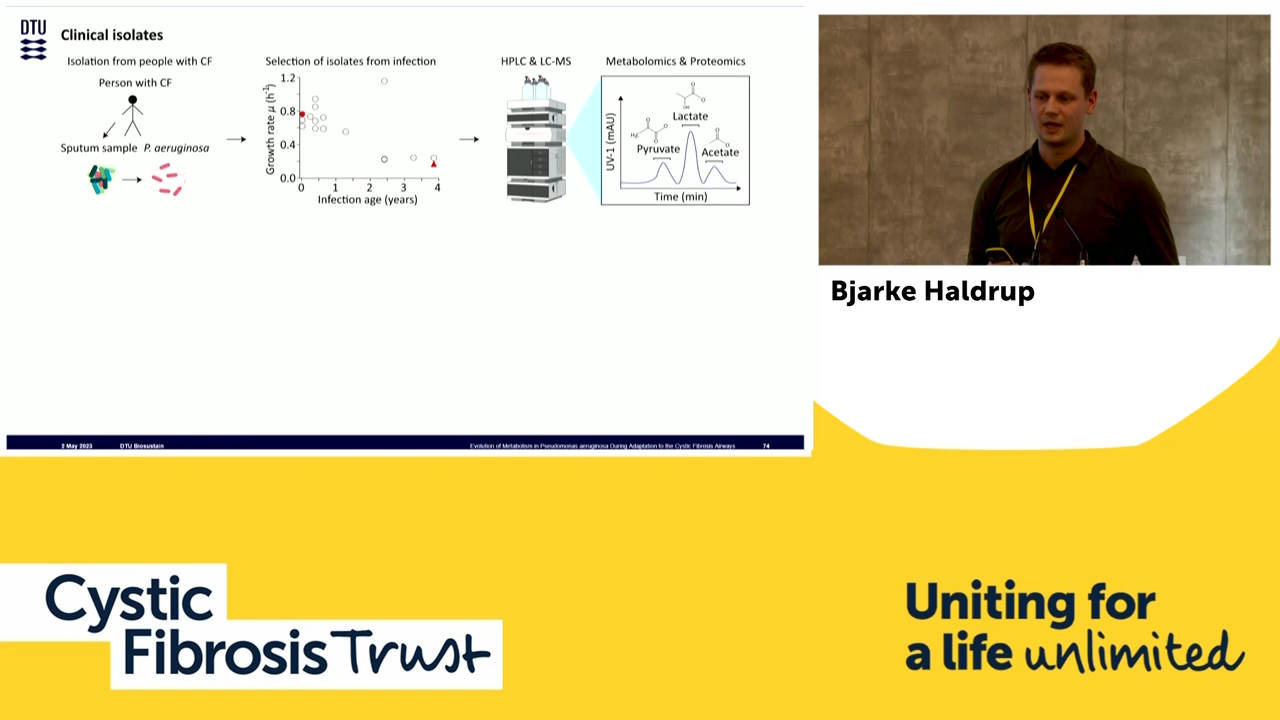 DTU
Clinical isolates
Isolation from people with CF
Person with CF
Sputum sample P. aeruginosa
Selection of isolates from infection
Growth rate μ (h⁻¹)
1.2
0.8
0.4
0.0
0 1 2 3 4
Infection age (years)
HPLC & LC-MS
Metabolomics & Proteomics
UV-1 (mAU)
Lactate
Pyruvate
Acetate
Time (min)
2 May 2023 DTU Biosustain Evolution of Metabolism in Pseudomonas aeruginosa During Adaptation to the Cystic Fibrosis Airways 74
Bjarke Haldrup
Cystic
Fibrosis Trust
Uniting for
a life unlimited